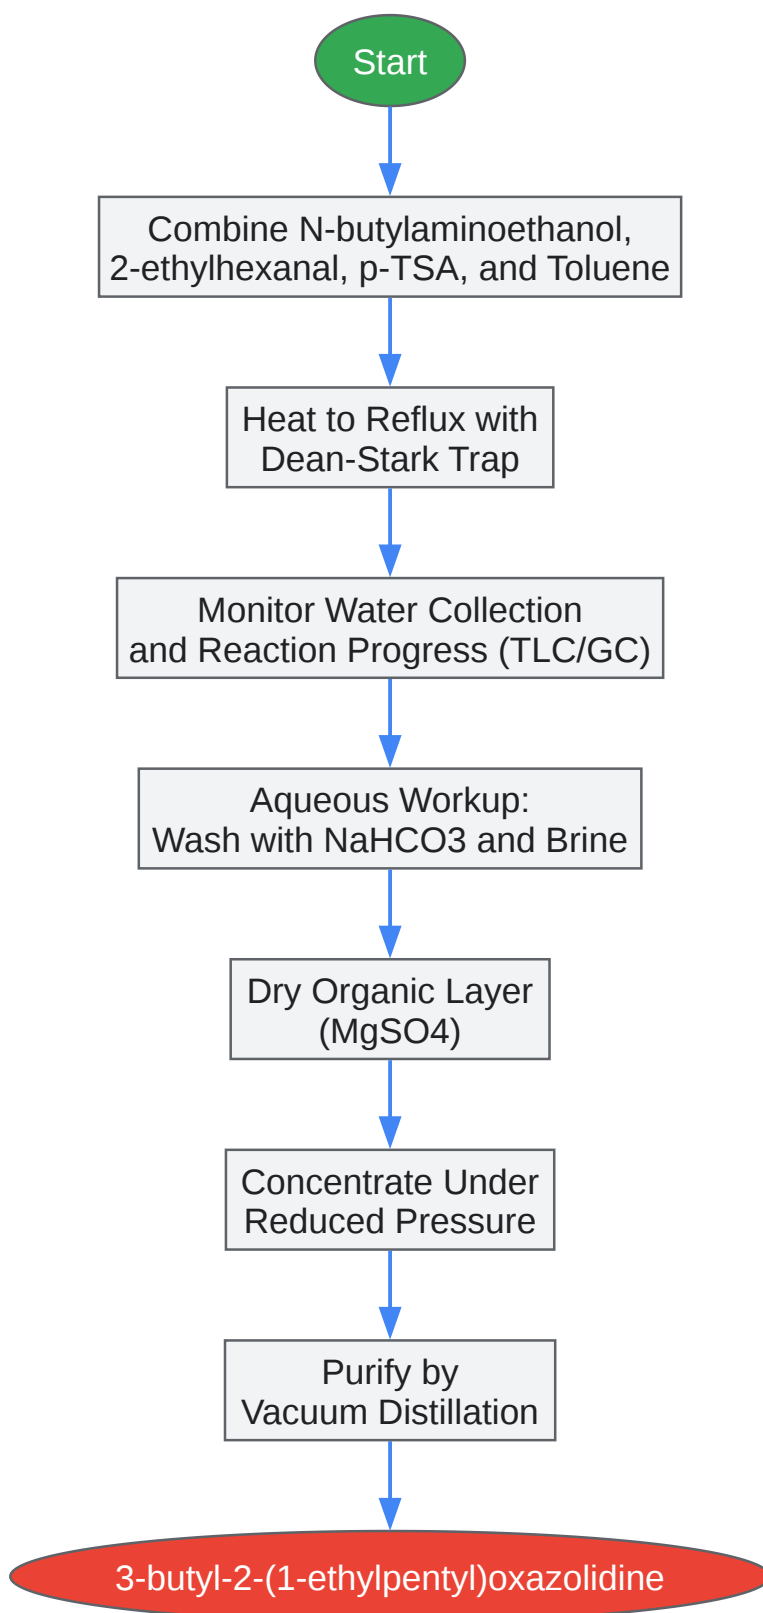 Start
Combine N-butylaminoethanol,
2-ethylhexanal, p-TSA, and Toluene
Heat to Reflux with
Dean-Stark Trap
Monitor Water Collection
and Reaction Progress (TLC/GC)
Aqueous Workup:
Wash with NaHCO3 and Brine
Dry Organic Layer
(MgSO4)
Concentrate Under
Reduced Pressure
Purify by
Vacuum Distillation
3-butyl-2-(1-ethylpentyl)oxazolidine